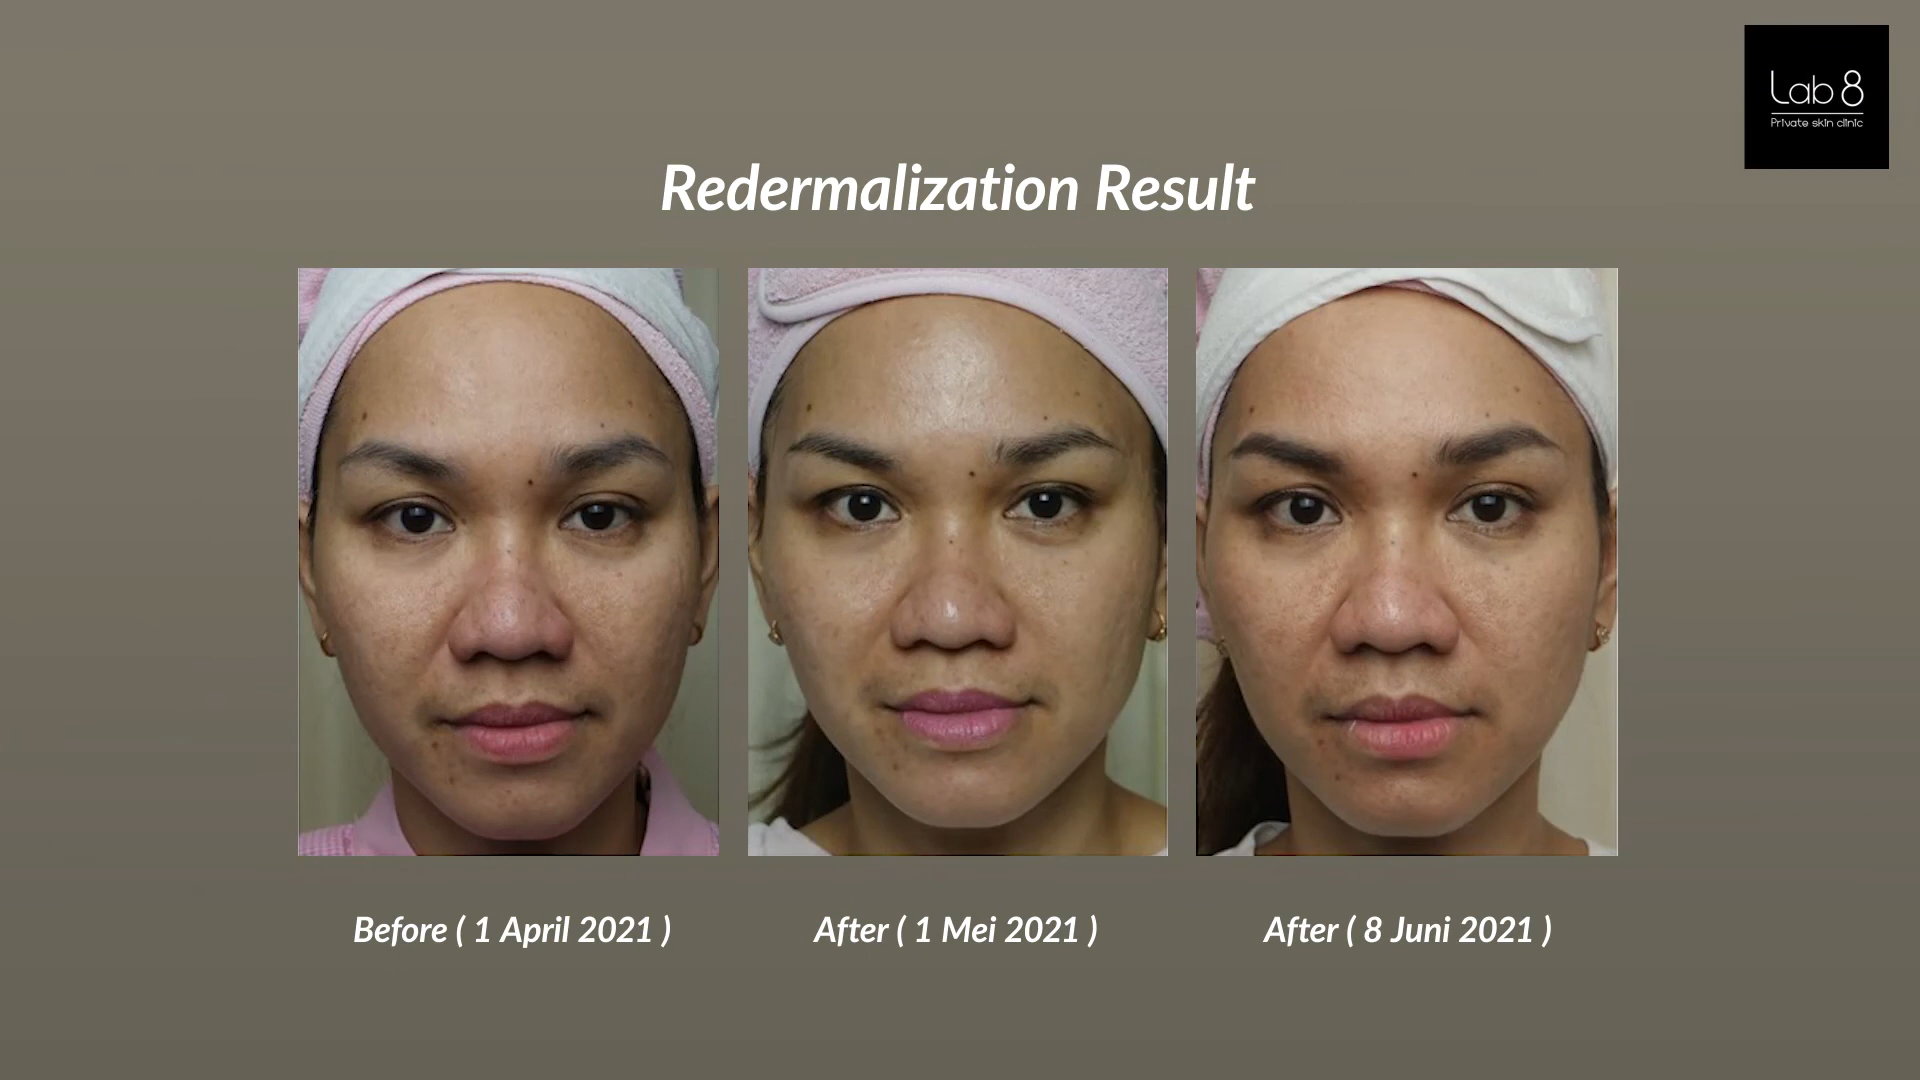 Lab 8
Private skin clinic
Redermalization Result
Before ( 1 April 2021 )
After ( 1 Mei 2021 )
After ( 8 Juni 2021 )